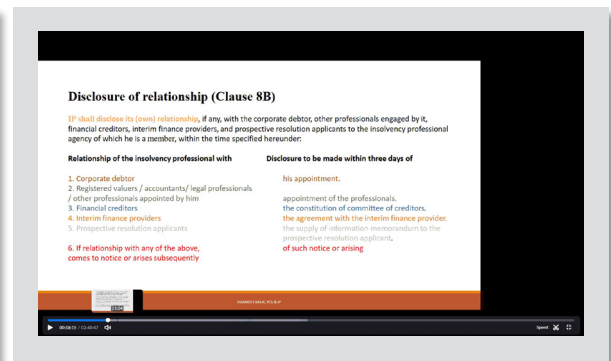 Disclosure of relationship (Clause 8B)
IP shall disclose its (own) relationship, if any, with the corporate debtor, other professionals engaged by it,
financial creditors, interim finance providers, and prospective resolution applicants to the insolvency professional
agency of which he is a member, within the time specified
hereunder:
Relationship of the insolvency professional with
Disclosure to be made within three days of
1. Corporate debtor
his appointment.
2. Registered valuers / accountants/ legal professionals
/ other professionals appointed by him
appointment of the professionals.
3. Financial creditors
the constitution of committee of creditors.
4. Interim finance providers
the agreement with the interim finance provider.
5. Prospective resolution applicants
the supply of information memorandum to the
prospective resolution applicant.
6. If relationship with any of the above,
comes to notice or arises subsequently
of such notice or arising
Speed